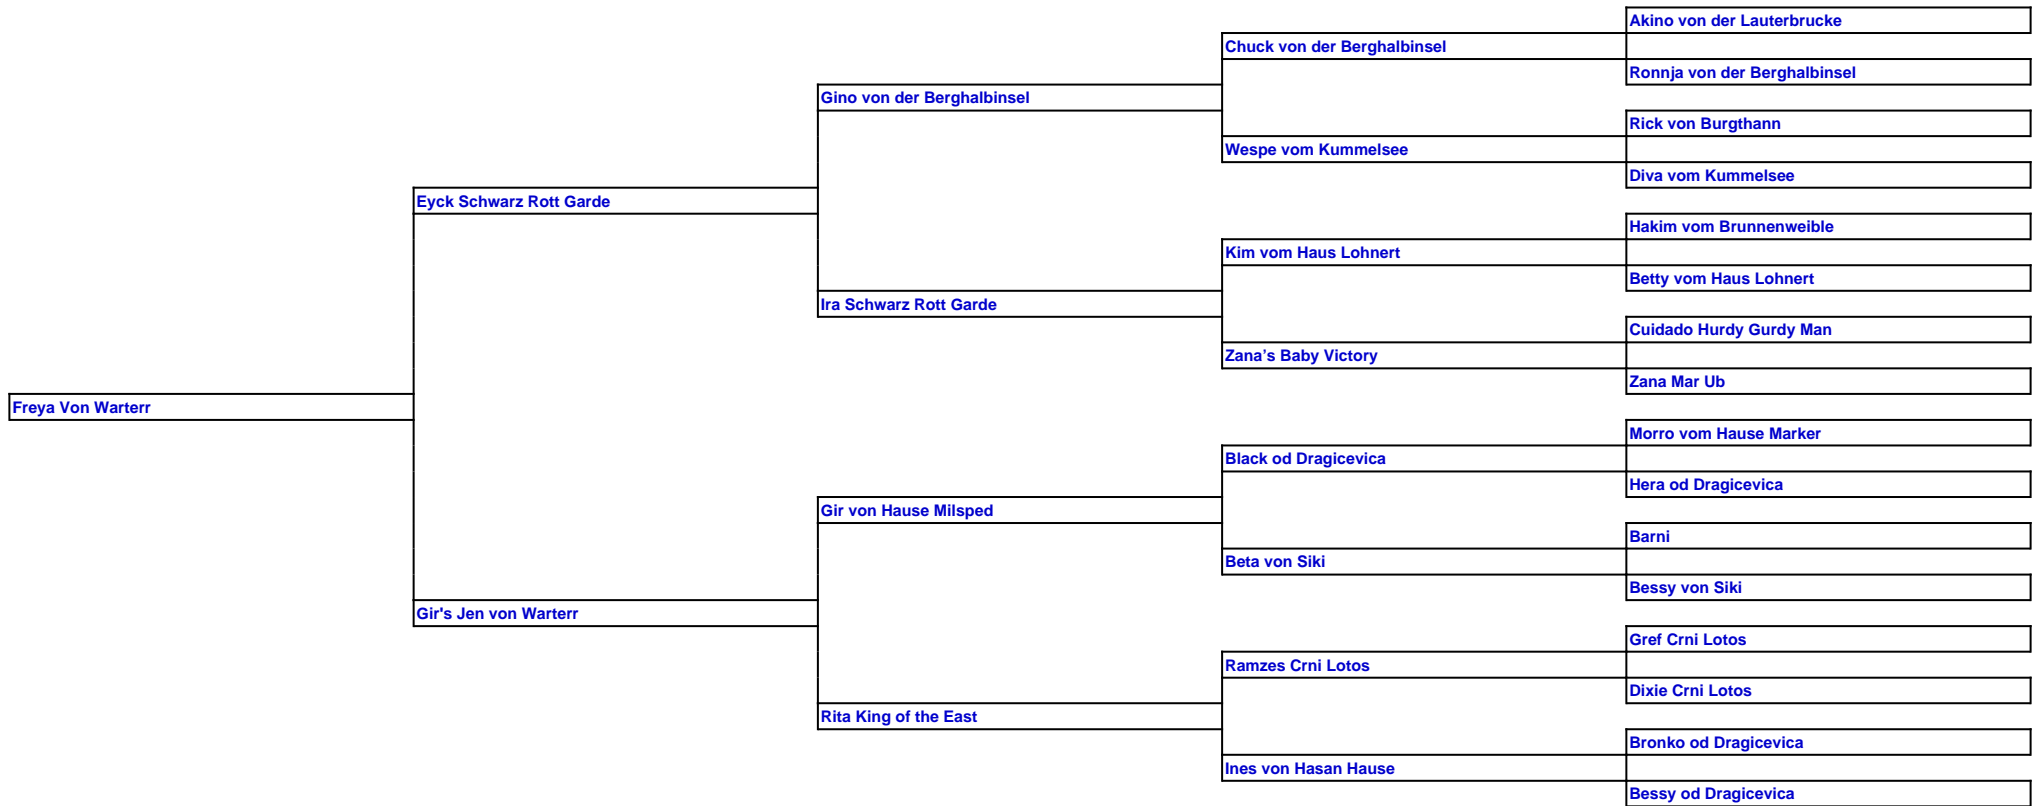 Akino von der Lauterbrucke
Chuck von der Berghalbinsel
Ronnja von der Berghalbinsel
Gino von der Berghalbinsel
Rick von Burgthann
Wespe vom Kummelsee
Diva vom Kummelsee
Eyck Schwarz Rott Garde
Hakim vom Brunnenweible
Kim vom Haus Lohnert
Betty vom Haus Lohnert
Ira Schwarz Rott Garde
Cuidado Hurdy Gurdy Man
Zana’s Baby Victory
Zana Mar Ub
Freya Von Warterr
Morro vom Hause Marker
Black od Dragicevica
Hera od Dragicevica
Gir von Hause Milsped
Barni
Beta von Siki
Bessy von Siki
Gir's Jen von Warterr
Gref Crni Lotos
Ramzes Crni Lotos
Dixie Crni Lotos
Rita King of the East
Bronko od Dragicevica
Ines von Hasan Hause
Bessy od Dragicevica